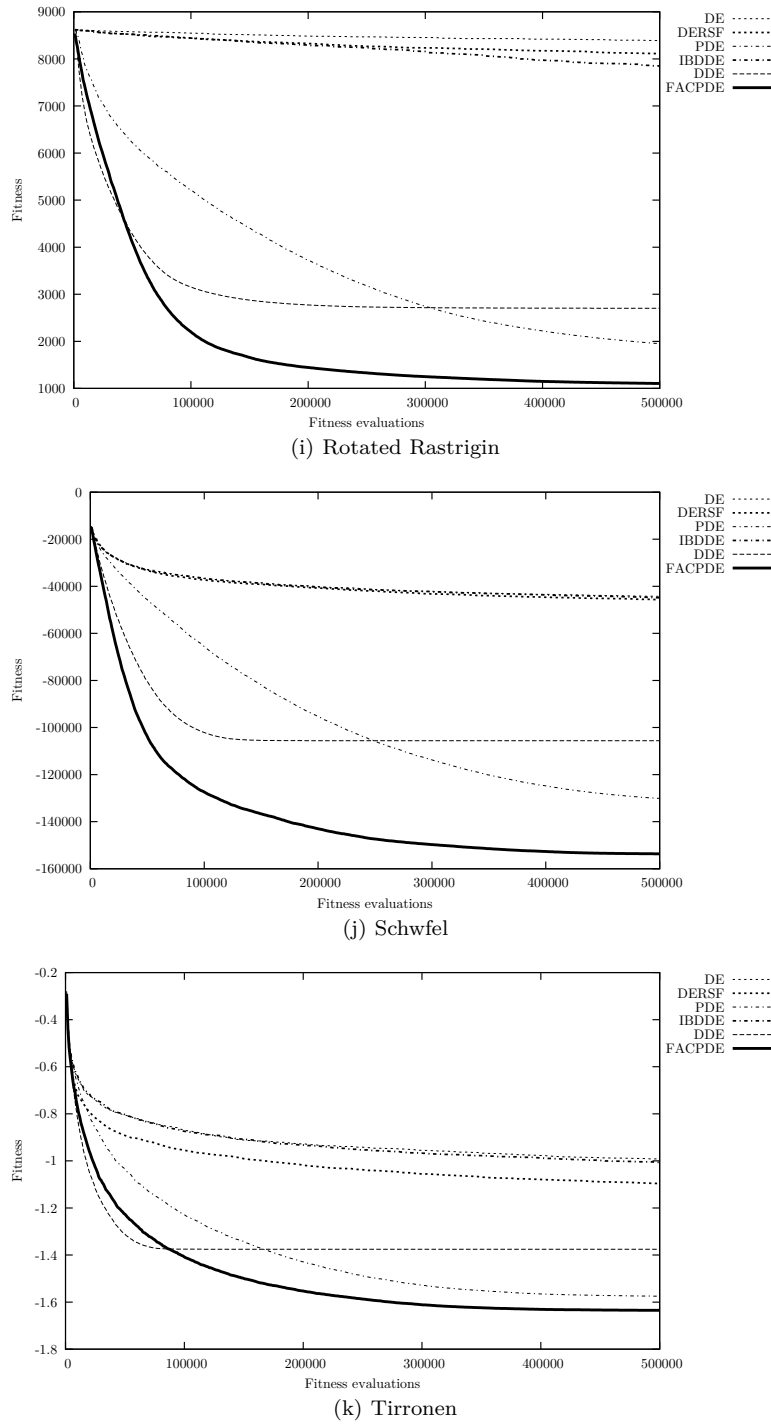 9000
8000
7000
6000
5000
4000
3000
2000
1000
Fitness
0 100000 200000 300000 400000 500000
Fitness evaluations
DE
DERSF
PDE
IBDDE
DDE
FACPDE
(i) Rotated Rastrigin
0
-20000
-40000
-60000
-80000
-100000
-120000
-140000
-160000
Fitness
0 100000 200000 300000 400000 500000
Fitness evaluations
DE
DERSF
PDE
IBDDE
DDE
FACPDE
(j) Schwfel
-0.2
-0.4
-0.6
-0.8
-1
-1.2
-1.4
-1.6
-1.8
Fitness
0 100000 200000 300000 400000 500000
Fitness evaluations
DE
DERSF
PDE
IBDDE
DDE
FACPDE
(k) Tirronen